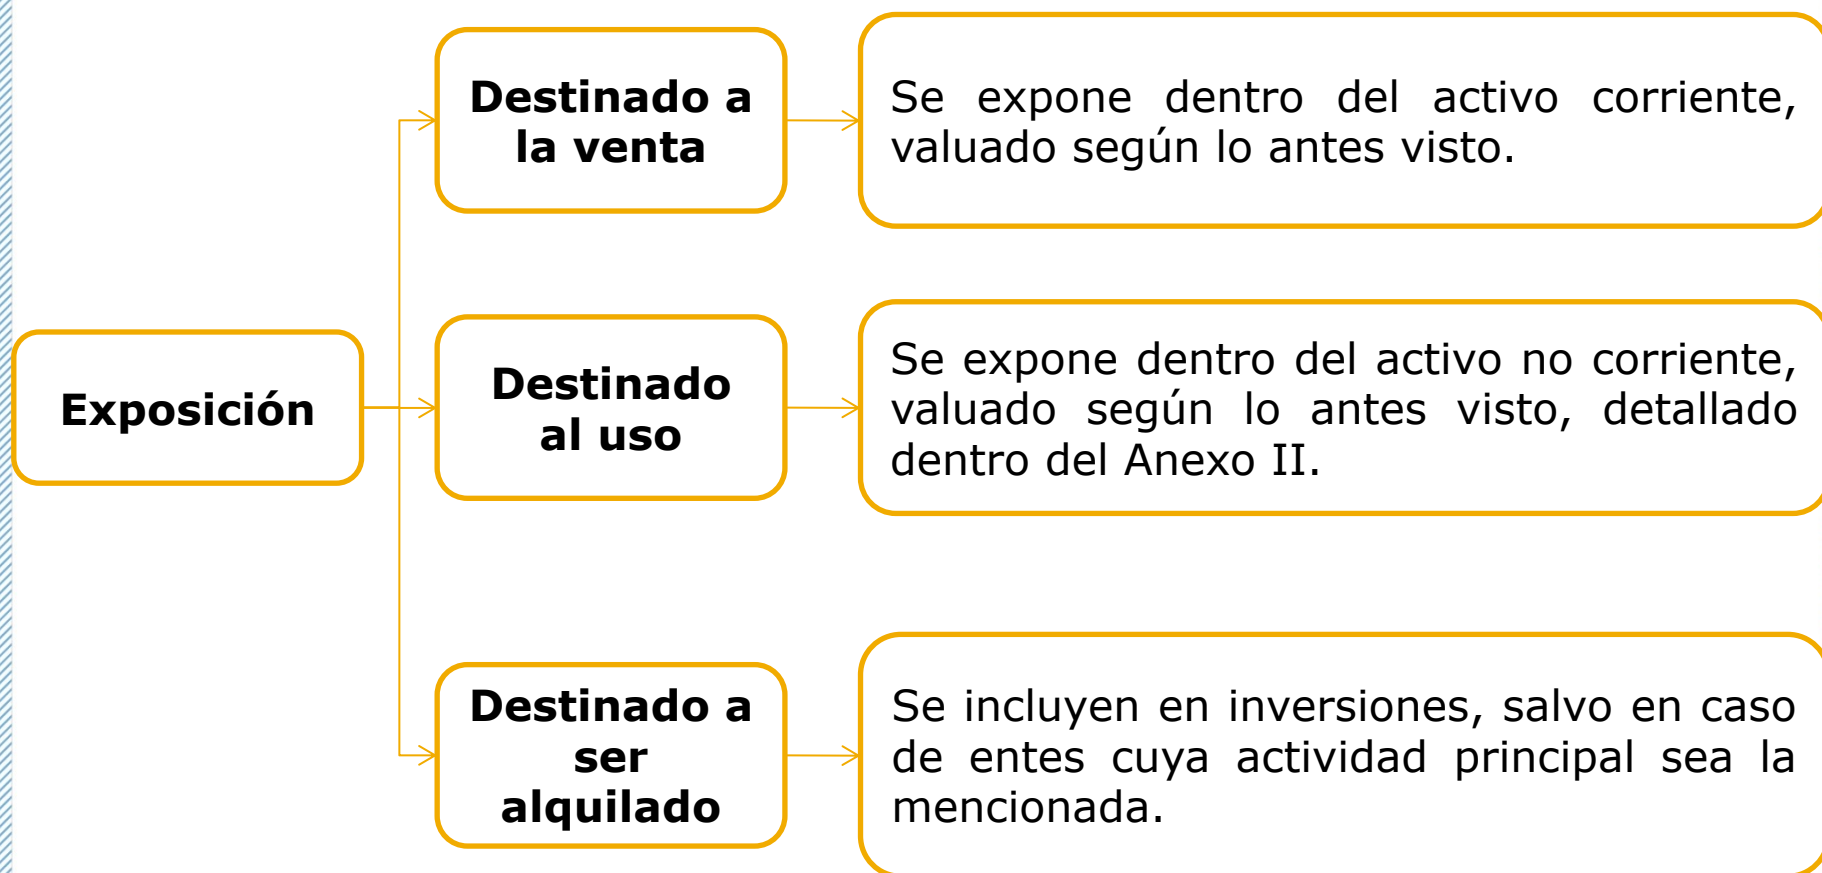 Exposición
Destinado a
la venta
Se expone dentro del activo corriente,
valuado según lo antes visto.
Destinado
al uso
Se expone dentro del activo no corriente,
valuado según lo antes visto, detallado
dentro del Anexo II.
Destinado a
ser
alquilado
Se incluyen en inversiones, salvo en caso
de entes cuya actividad principal sea la
mencionada.